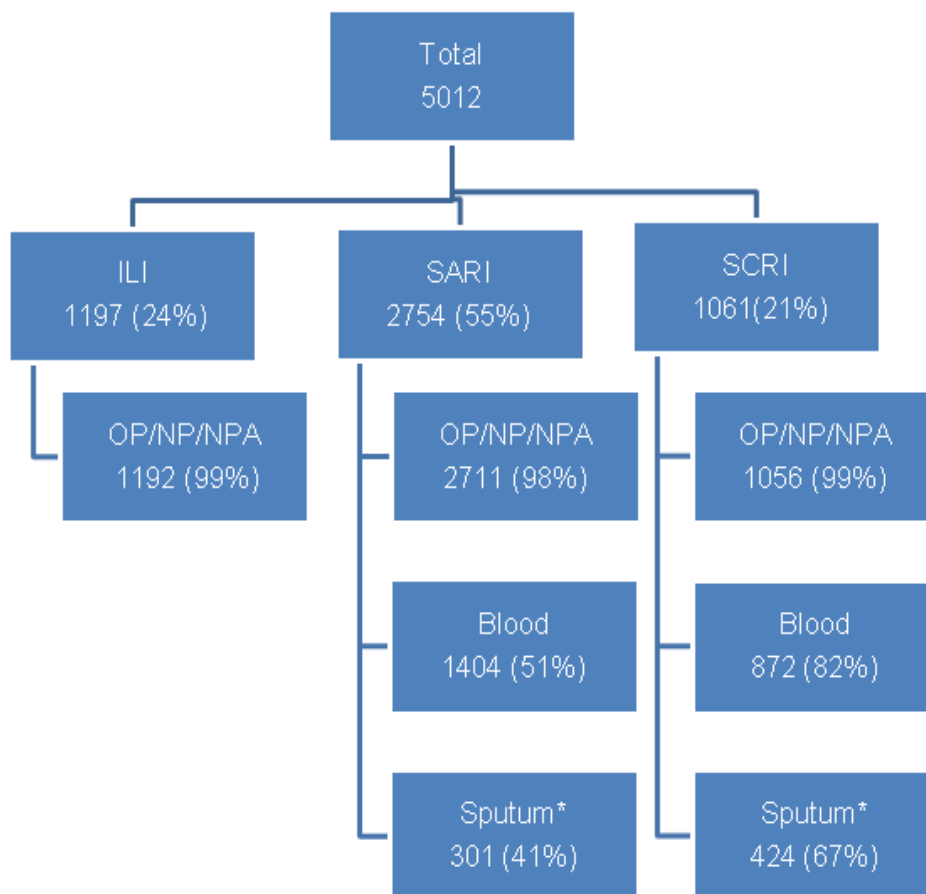 Total
5012
ILI
1197 (24%)
SARI
2754 (55%)
SCRI
1061(21%)
OP/NP/NPA
1192 (99%)
OP/NP/NPA
2711 (98%)
OP/NP/NPA
1056 (99%)
Blood
1404 (51%)
Blood
872 (82%)
Sputum*
301 (41%)
Sputum*
424 (67%)